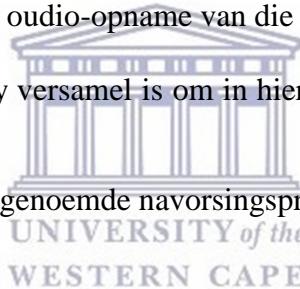 oudio-opname van die
y versamel is om in hier
genoemde navorsingspr
UNIVERSITY of the
WESTERN CAPE